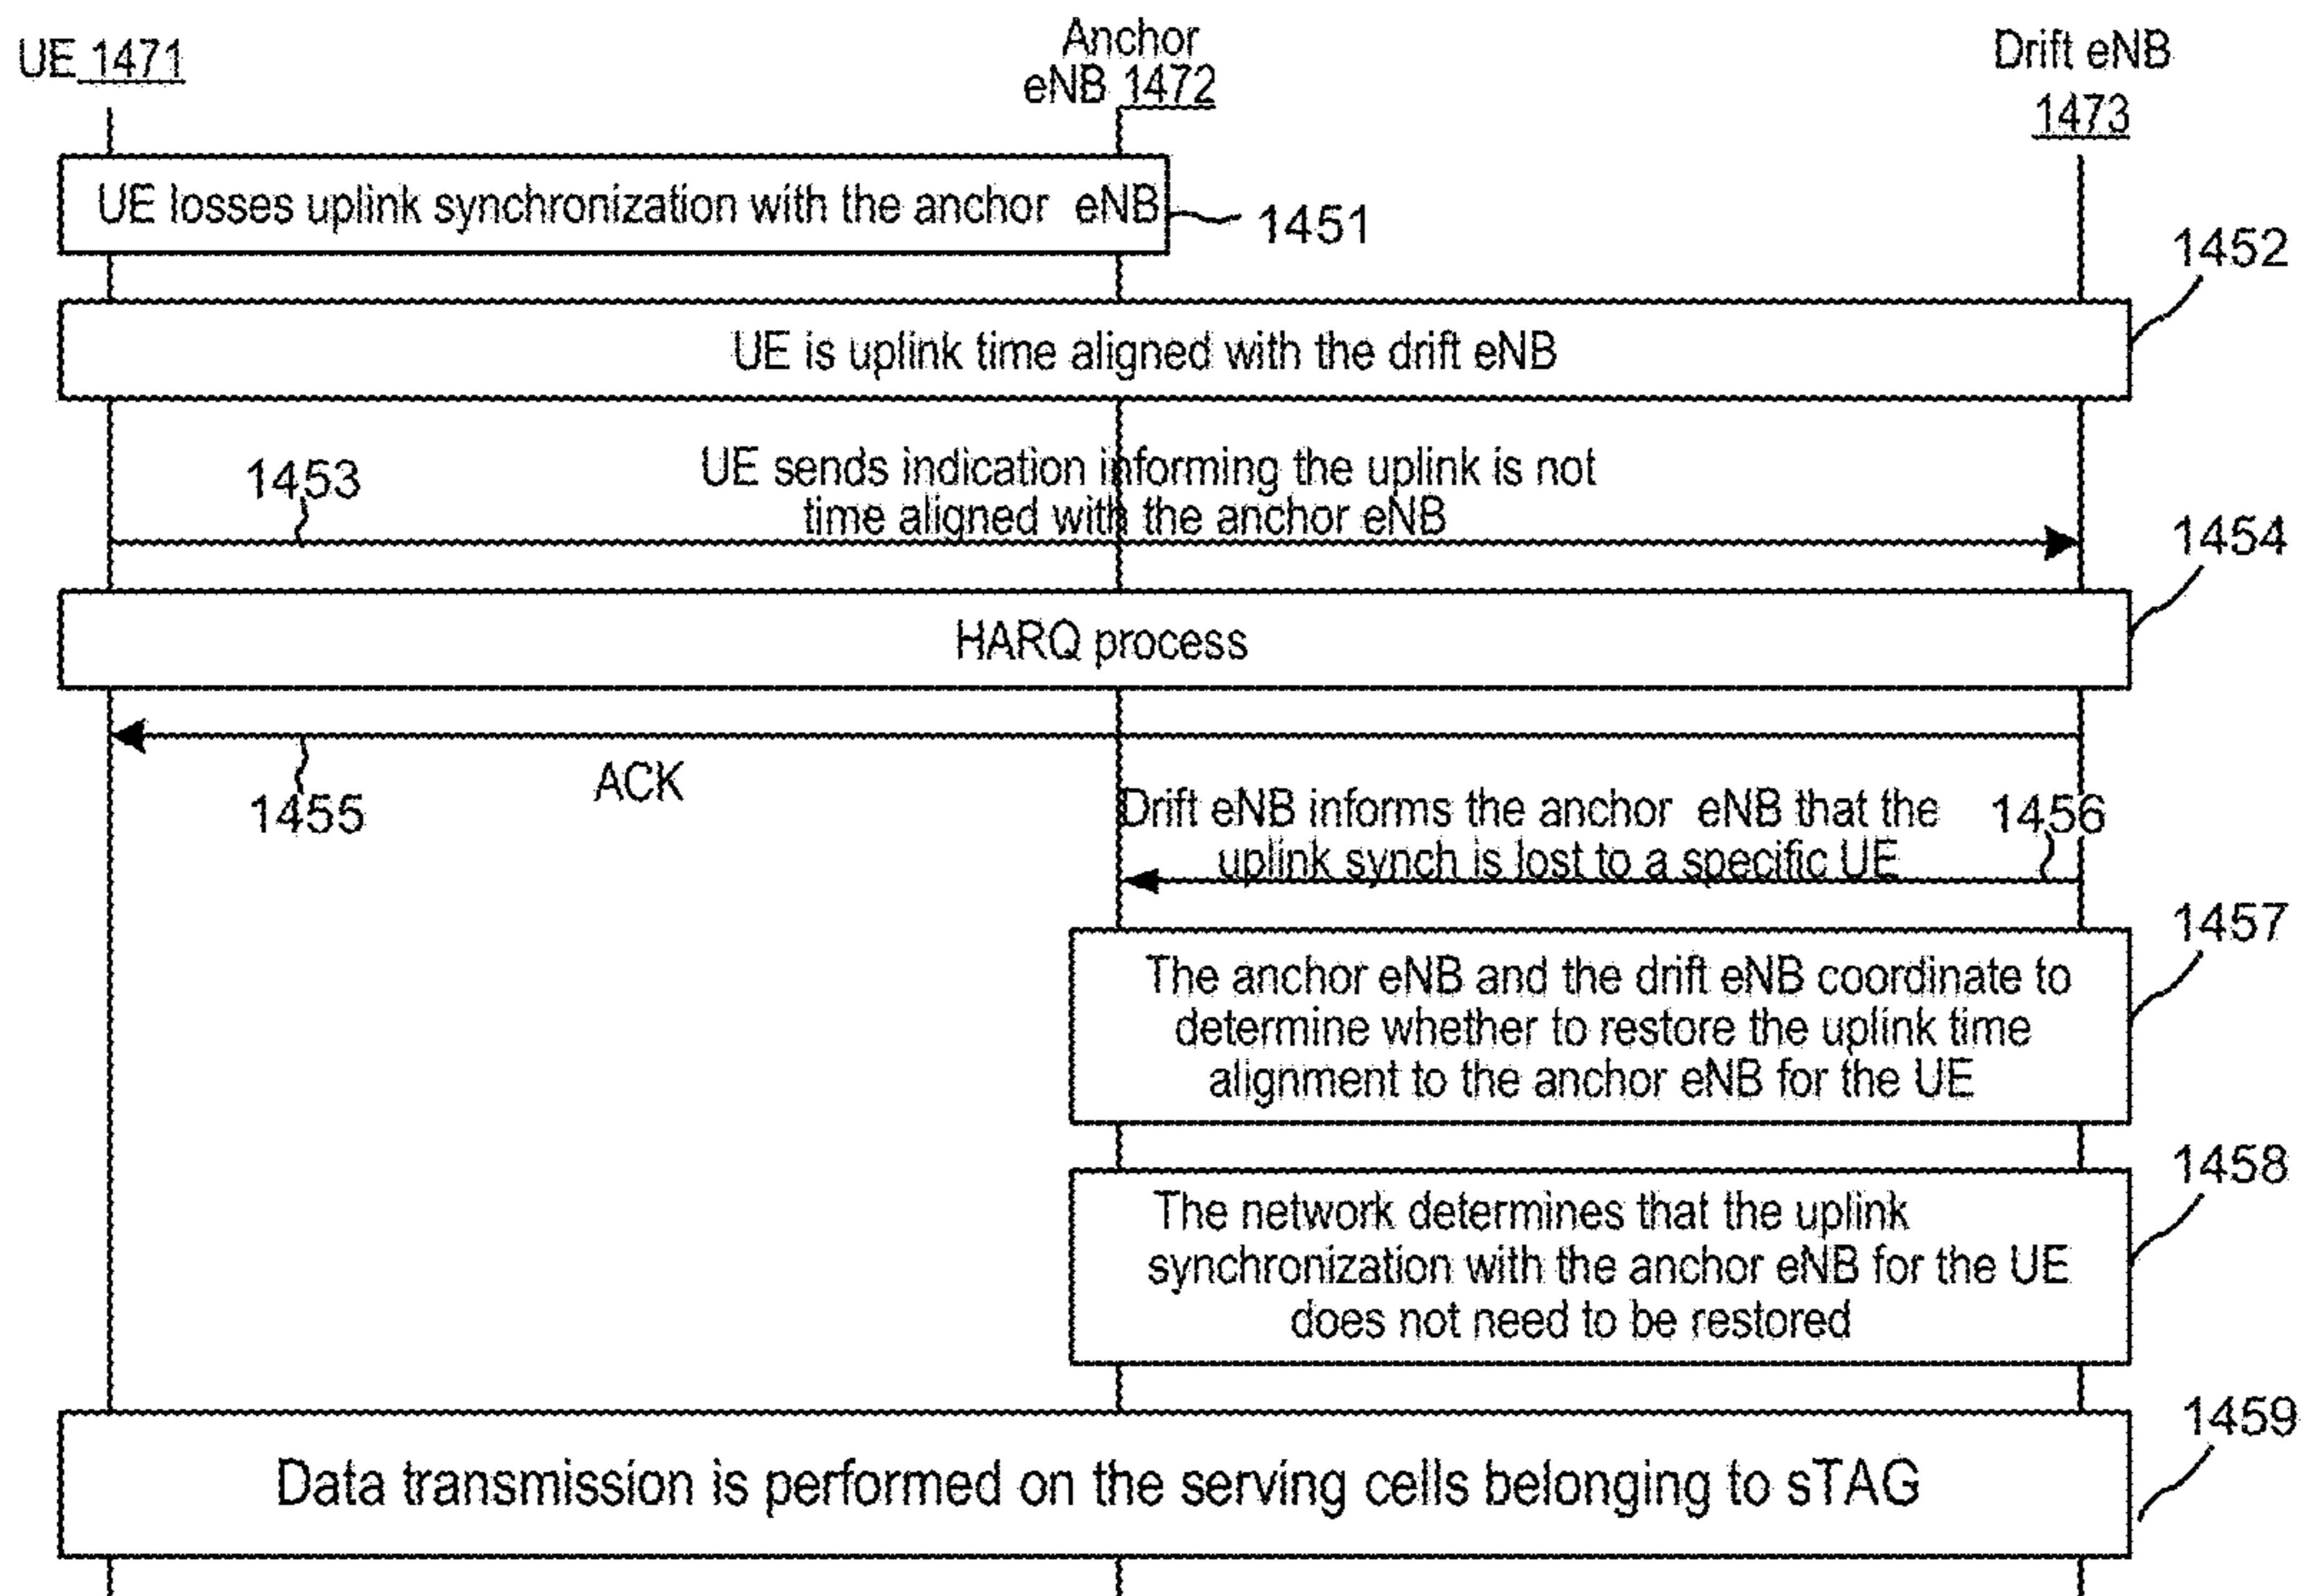 UE 1471
Anchor
eNB 1472
Drift eNB
1473
UE losses uplink synchronization with the anchor eNB
1451
1452
UE is uplink time aligned with the drift eNB
1453
UE sends indication informing the uplink is not
time aligned with the anchor eNB
1454
HARQ process
ACK
1455
Drift eNB informs the anchor eNB that the
uplink synch is lost to a specific UE
1456
1457
The anchor eNB and the drift eNB coordinate to
determine whether to restore the uplink time
alignment to the anchor eNB for the UE
1458
The network determines that the uplink
synchronization with the anchor eNB for the UE
does not need to be restored
1459
Data transmission is performed on the serving cells belonging to sTAG